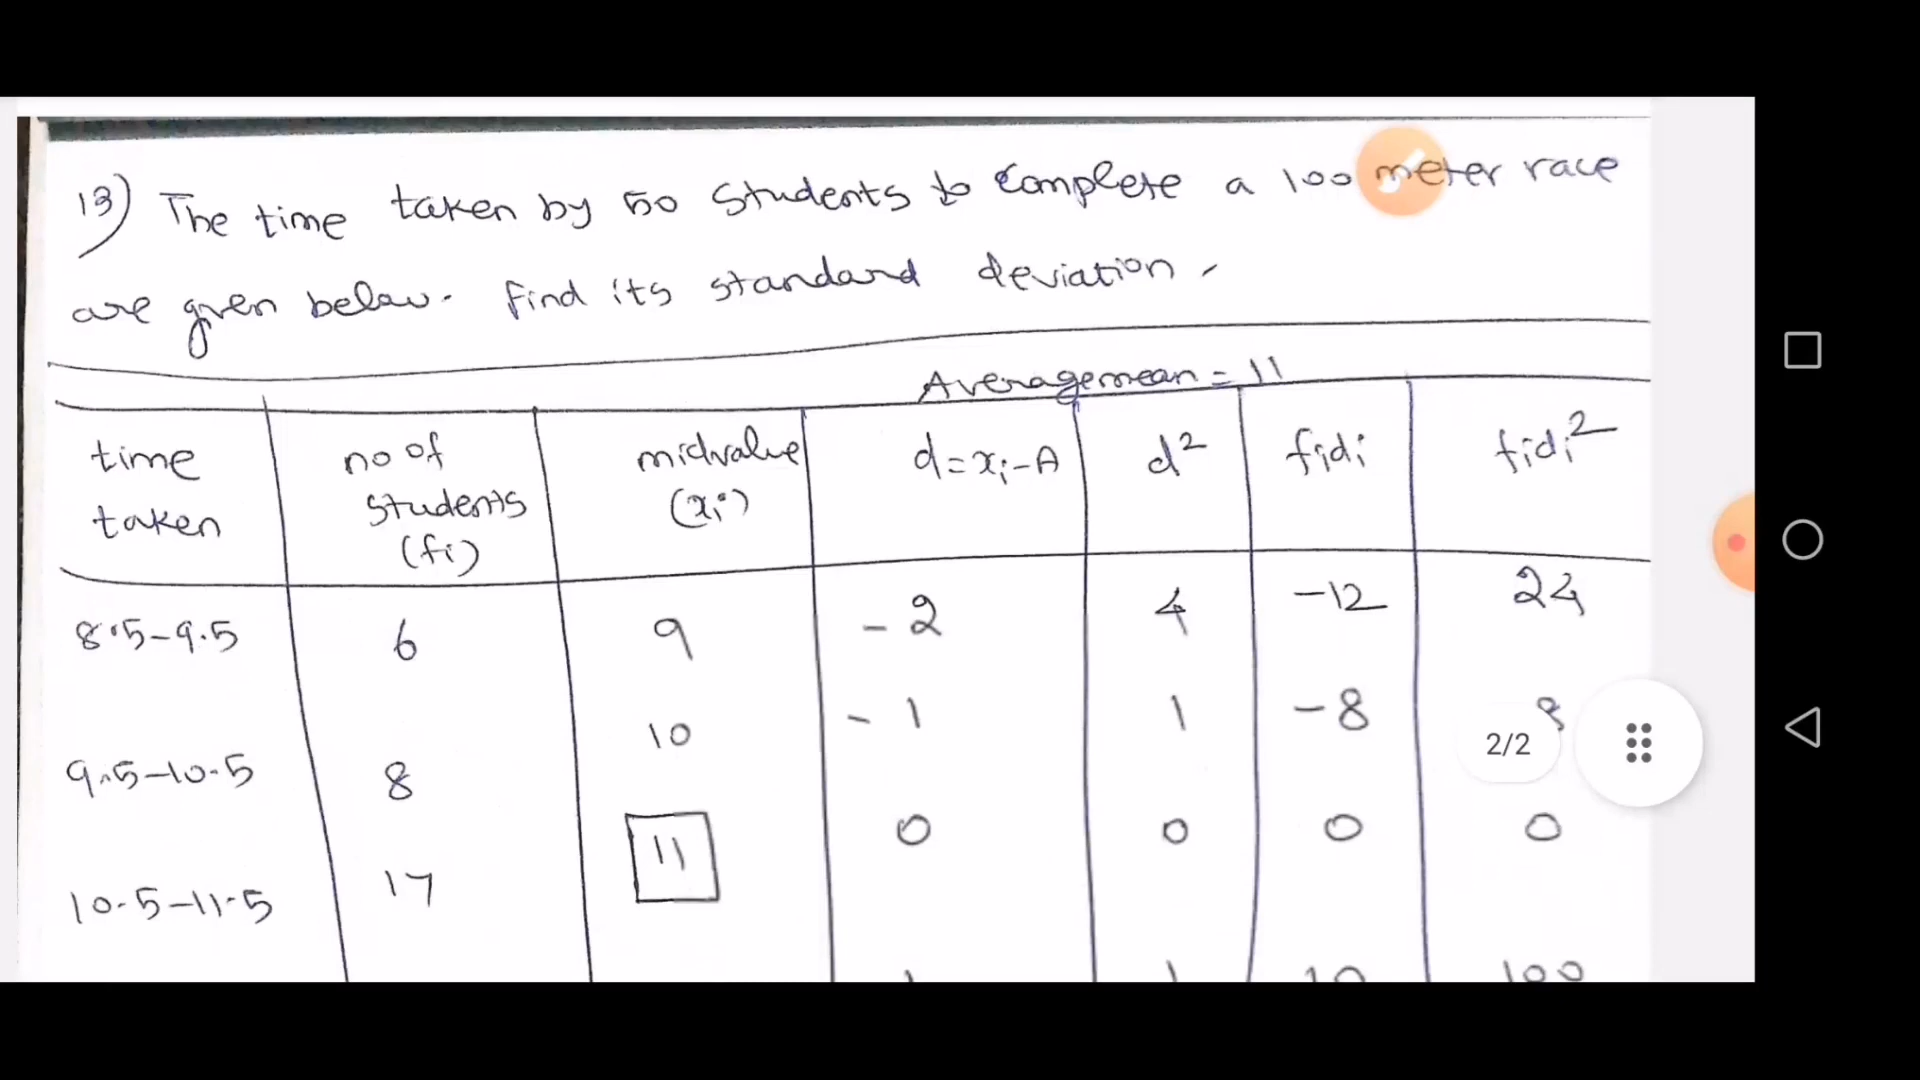 13) The time taken by 50 students to complete a 100 meter race
are given below. Find its standard deviation.
Average mean = 11
time taken | no of students (fi) | midvalue (xi) | d=xi-A | d² | fidi | fidi²
8.5-9.5 | 6 | 9 | -2 | 4 | -12 | 24
9.5-10.5 | 8 | 10 | -1 | 1 | -8 | 8
10.5-11.5 | 17 | 11 | 0 | 0 | 0 | 0
2/2